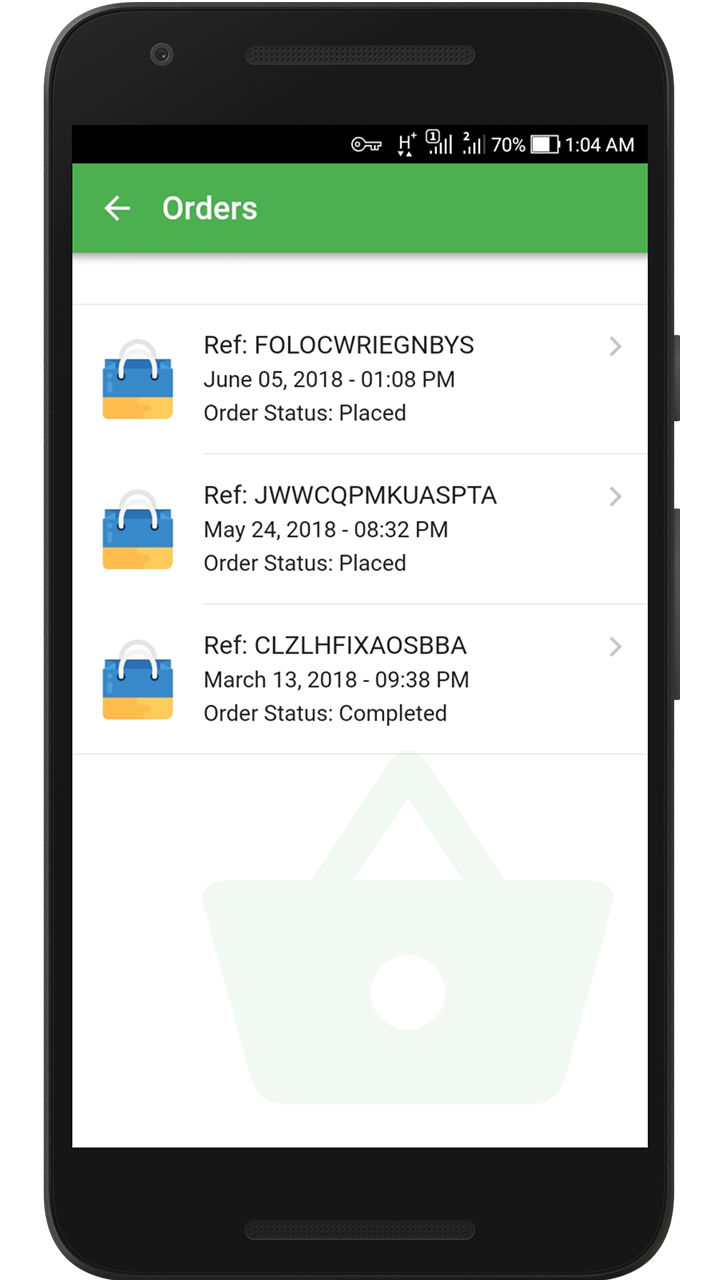 H+ 1 2 70% 1:04 AM
Orders
Ref: FOLOCWRIEGNBYS
June 05, 2018 - 01:08 PM
Order Status: Placed
Ref: JWWCQPMKUASPTA
May 24, 2018 - 08:32 PM
Order Status: Placed
Ref: CLZLHFIXAOSBBA
March 13, 2018 - 09:38 PM
Order Status: Completed